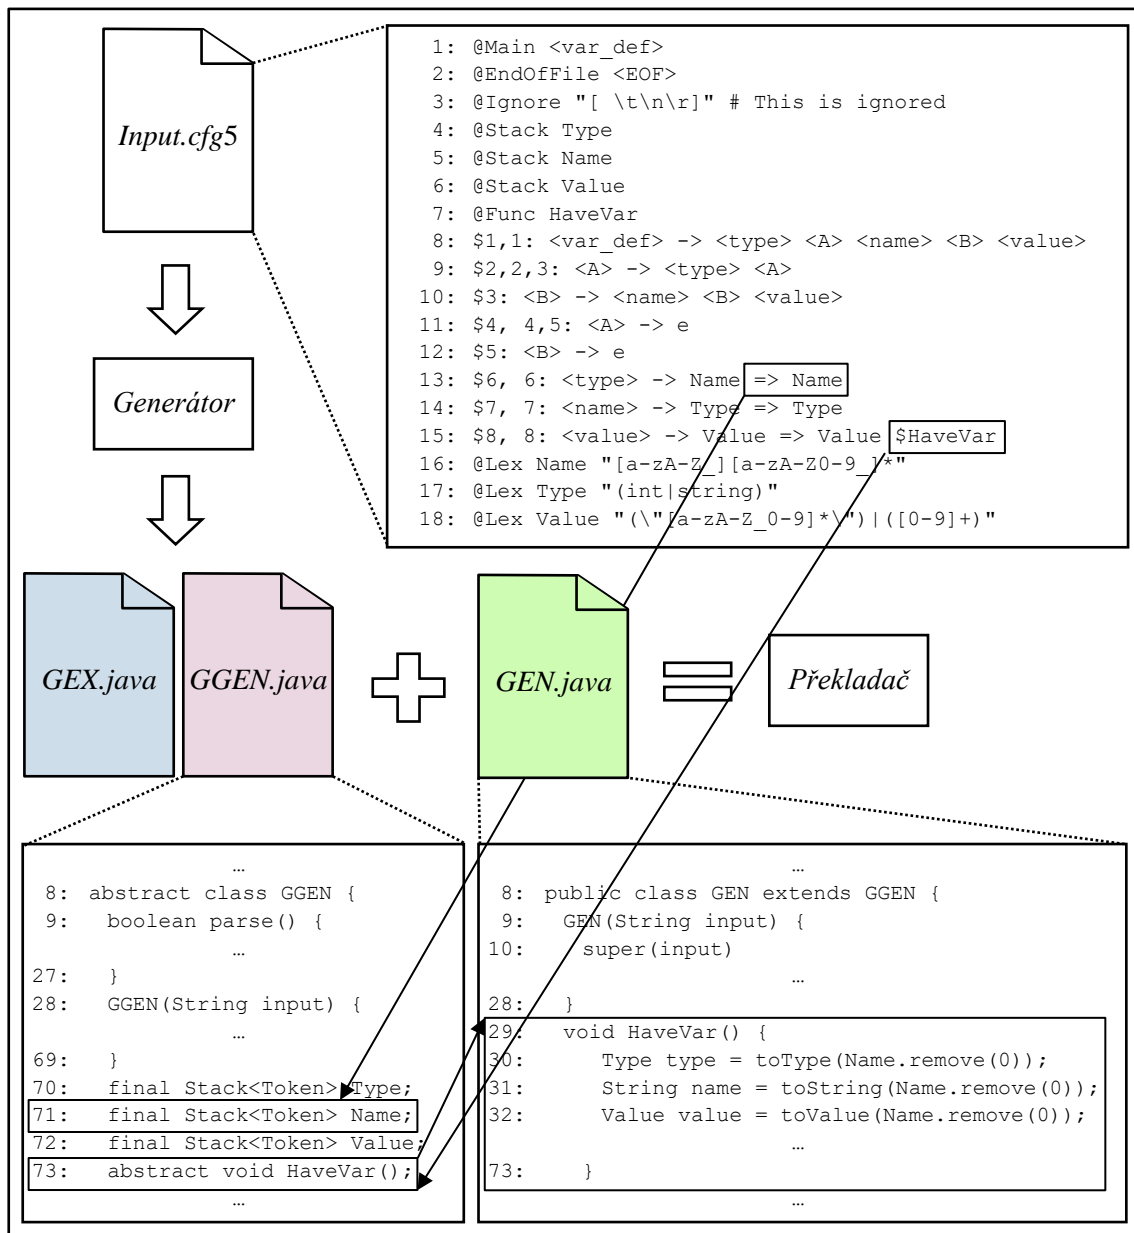 Input.cfg5
1: @Main <var_def>
2: @EndOfFile <EOF>
3: @Ignore "[ \t\n\r]" # This is ignored
4: @Stack Type
5: @Stack Name
6: @Stack Value
7: @Func HaveVar
8: $1,1: <var_def> -> <type> <A> <name> <B> <value>
9: $2,2,3: <A> -> <type> <A>
10: $3: <B> -> <name> <B> <value>
11: $4, 4,5: <A> -> e
12: $5: <B> -> e
13: $6, 6: <type> -> Name => Name
14: $7, 7: <name> -> Type => Type
15: $8, 8: <value> -> Value => Value $HaveVar
16: @Lex Name "[a-zA-Z_][a-zA-Z0-9_]*"
17: @Lex Type "(int|string)"
18: @Lex Value "(\"[a-zA-Z_0-9]*\")|([0-9]+)"
Generátor
GEX.java
GGEN.java
GEN.java
Překladač
…
8: abstract class GGEN {
9: boolean parse() {
…
27: }
28: GGEN(String input) {
…
69: }
70: final Stack<Token> Type;
71: final Stack<Token> Name;
72: final Stack<Token> Value;
73: abstract void HaveVar();
…
…
8: public class GEN extends GGEN {
9: GEN(String input) {
10: super(input)
…
28: }
29: void HaveVar() {
30: Type type = toType(Name.remove(0));
31: String name = toString(Name.remove(0));
32: Value value = toValue(Name.remove(0));
…
73: }
…